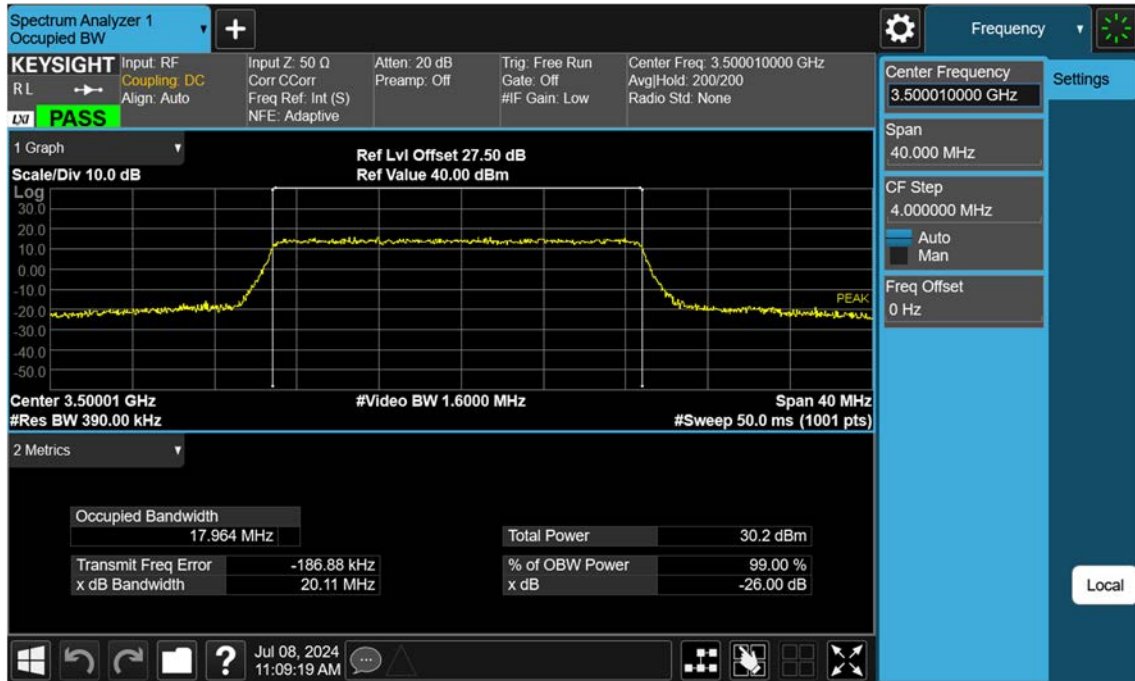 Spectrum Analyzer 1
Occupied BW
+
Frequency
KEYSIGHT
RL
LXI PASS
Input: RF
Coupling: DC
Align: Auto
Input Z: 50 Ω
Corr CCorr
Freq Ref: Int (S)
NFE: Adaptive
Atten: 20 dB
Preamp: Off
Trig: Free Run
Gate: Off
#IF Gain: Low
Center Freq: 3.500010000 GHz
Avg|Hold: 200/200
Radio Std: None
1 Graph
Scale/Div 10.0 dB
Ref Lvl Offset 27.50 dB
Ref Value 40.00 dBm
Log
30.0
20.0
10.0
0.00
-10.0
-20.0
-30.0
-40.0
-50.0
PEAK
Center 3.50001 GHz
#Video BW 1.6000 MHz
Span 40 MHz
#Res BW 390.00 kHz
#Sweep 50.0 ms (1001 pts)
2 Metrics
Occupied Bandwidth
17.964 MHz
Total Power 30.2 dBm
Transmit Freq Error -186.88 kHz
% of OBW Power 99.00 %
x dB Bandwidth 20.11 MHz
x dB -26.00 dB
Center Frequency
3.500010000 GHz
Settings
Span
40.000 MHz
CF Step
4.000000 MHz
Auto
Man
Freq Offset
0 Hz
Local
?
Jul 08, 2024
11:09:19 AM